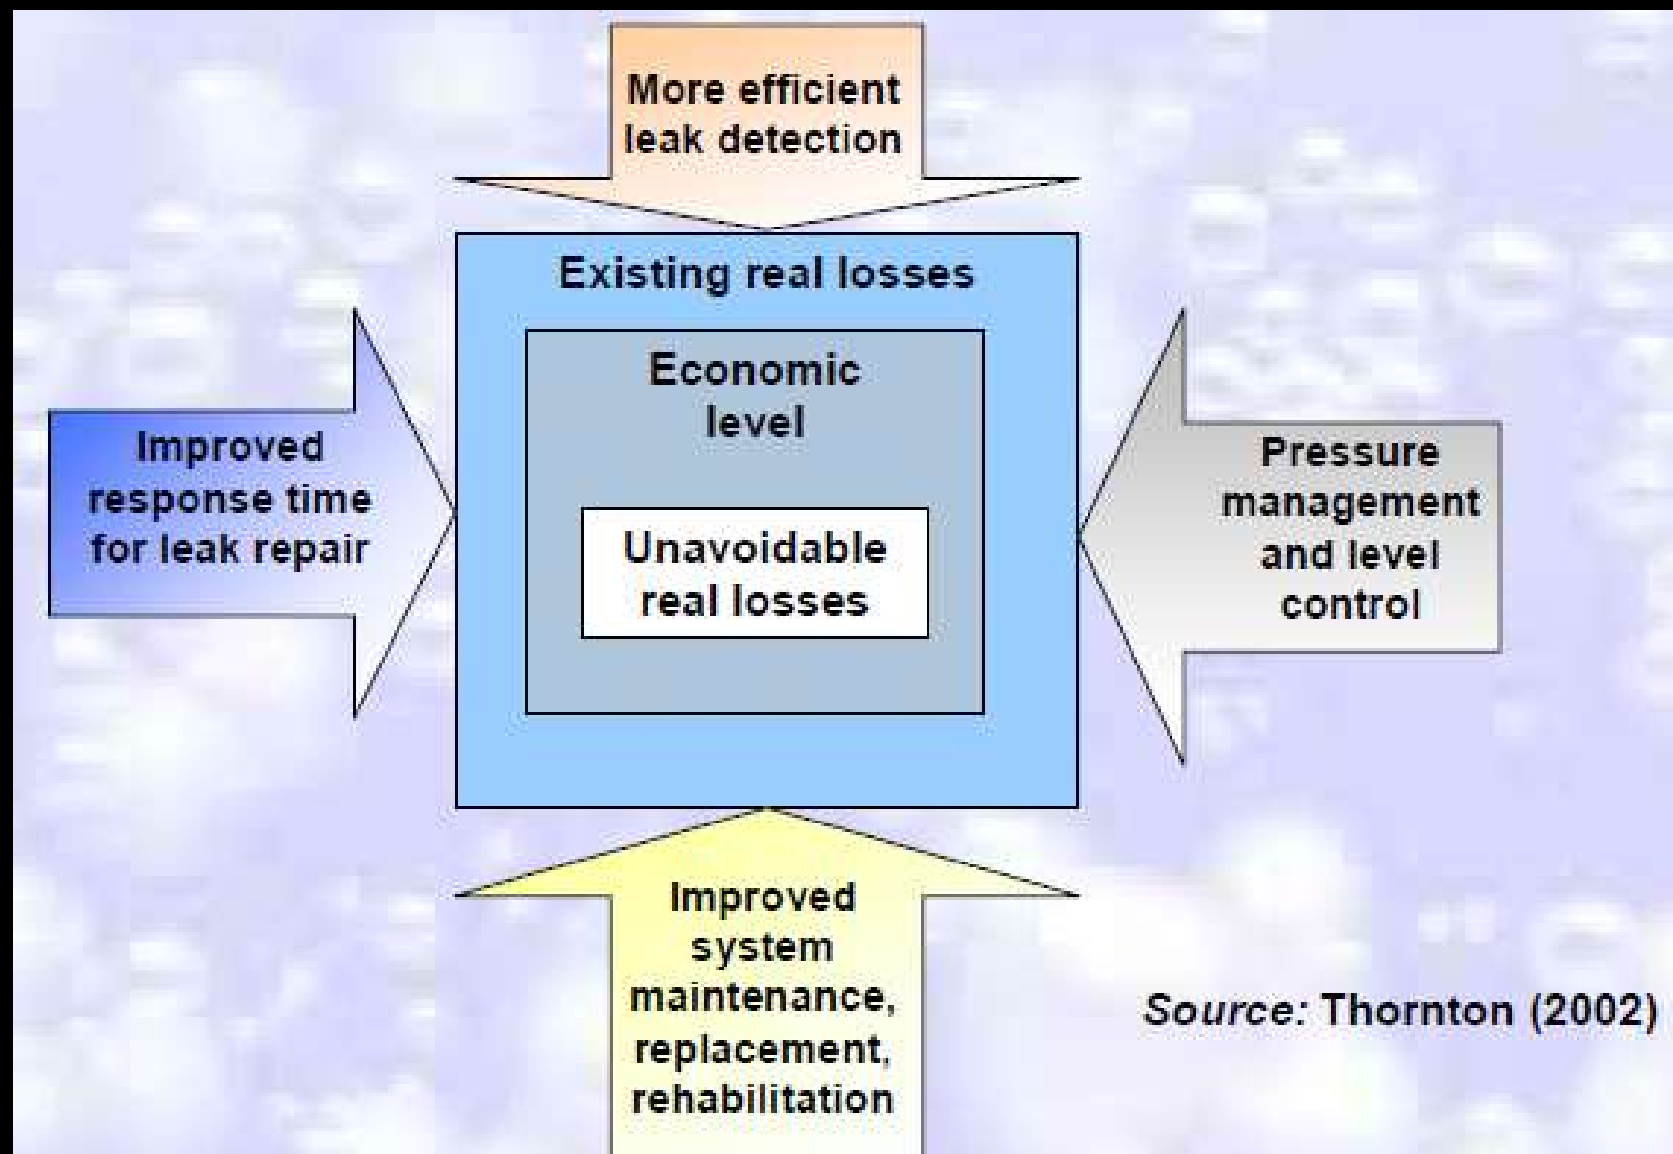 More efficient
leak detection
Existing real losses
Economic
level
Improved
response time
for leak repair
Pressure
management
and level
control
Unavoidable
real losses
Improved
system
maintenance,
replacement,
rehabilitation
Source: Thornton (2002)